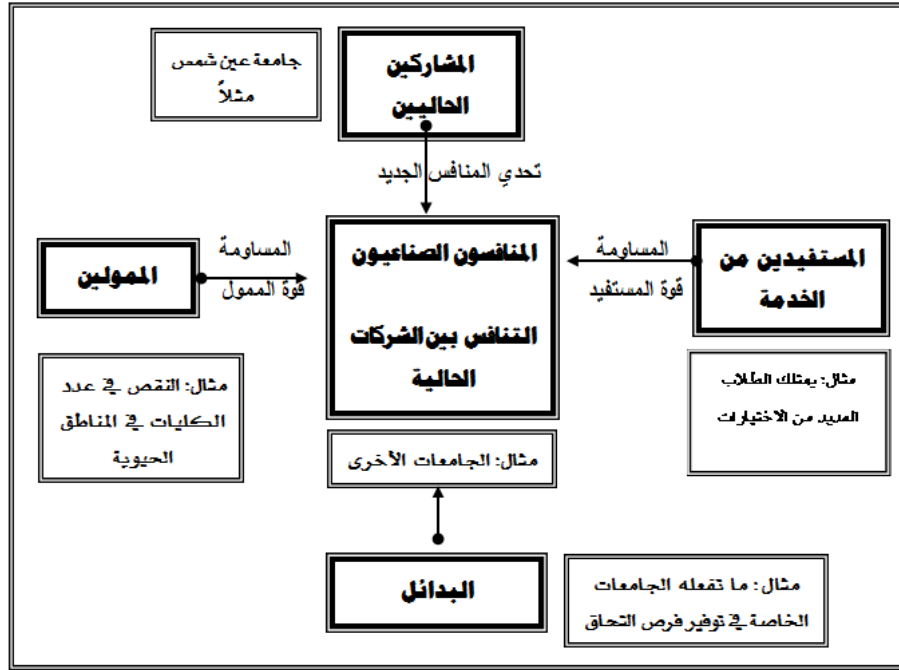 المشاركين
الحاليين
جامعة عين شمس
مثلاً
تحدي المنافس الجديد
المستفيدين من
الخدمة
المساومة
قوة المستفيد
المنافسون الصناعيون
التنافس بين الشركات
الحالية
المساومة
قوة الممول
الممولين
مثال: يمتلك الطلاب
العديد من الاختيارات
مثال: الجامعات الأخرى
مثال: النقص في عدد
الكليات في المناطق
الحيوية
البدائل
مثال: ما تفعله الجامعات
الخاصة في توفير فرص التحاق